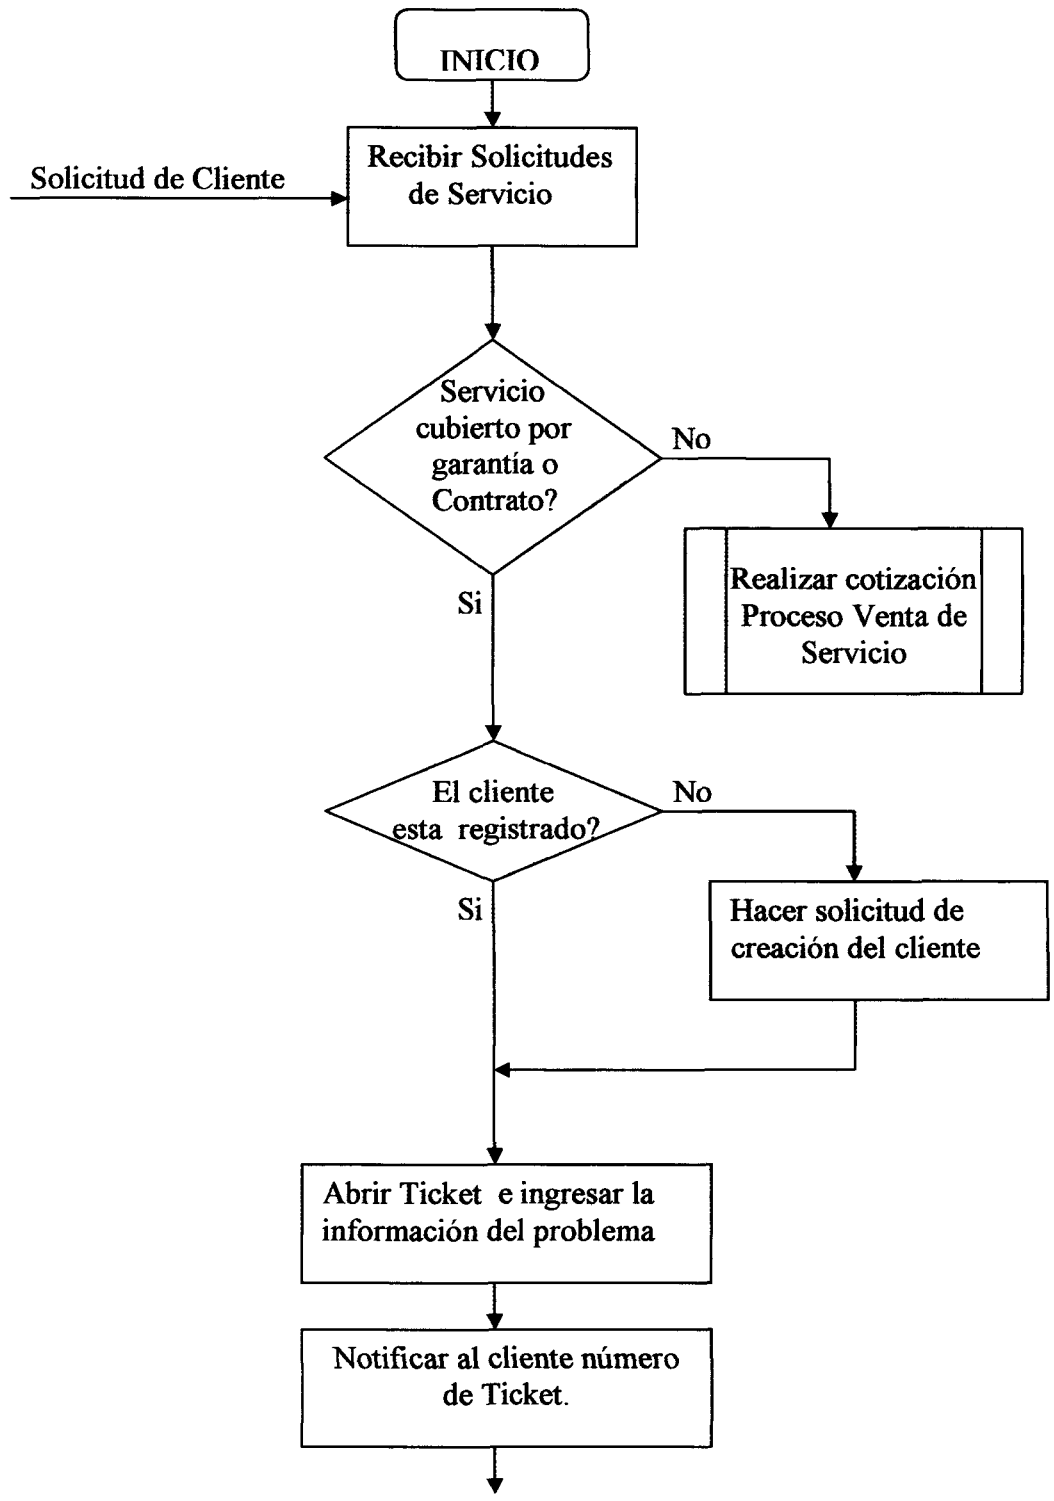 INICIO
Recibir Solicitudes
de Servicio
Solicitud de Cliente
Servicio
cubierto por
garantía o
Contrato?
No
Realizar cotización
Proceso Venta de
Servicio
Si
El cliente
esta registrado?
No
Hacer solicitud de
creación del cliente
Si
Abrir Ticket e ingresar la
información del problema
Notificar al cliente número
de Ticket.